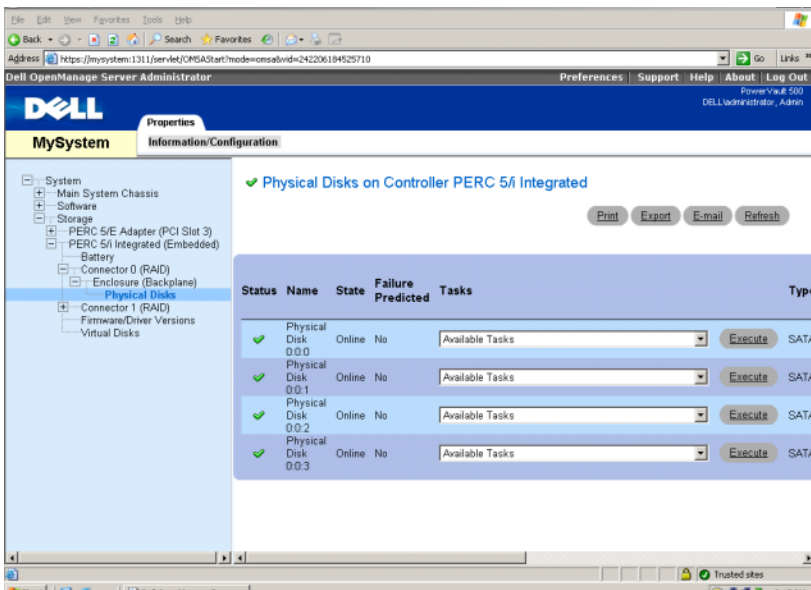 File Edit View Favorites Tools Help
Back Search Favorites
Address https://mysystem:1311/servlet/OMSAStart?mode=omsa&vid=242206184525710 Go Links
Dell OpenManage Server Administrator Preferences Support Help About Log Out
PowerVault 500
DELL\administrator, Admin
DELL
Properties
MySystem Information/Configuration
System
Main System Chassis
Software
Storage
PERC 5/E Adapter (PCI Slot 3)
PERC 5/i Integrated (Embedded)
Battery
Connector 0 (RAID)
Enclosure (Backplane)
Physical Disks
Connector 1 (RAID)
Firmware/Driver Versions
Virtual Disks
Physical Disks on Controller PERC 5/i Integrated
Print Export E-mail Refresh
Status Name State Failure Predicted Tasks Typ
Physical Disk 0:0:0 Online No Available Tasks Execute SATA
Physical Disk 0:0:1 Online No Available Tasks Execute SATA
Physical Disk 0:0:2 Online No Available Tasks Execute SATA
Physical Disk 0:0:3 Online No Available Tasks Execute SATA
Trusted sites